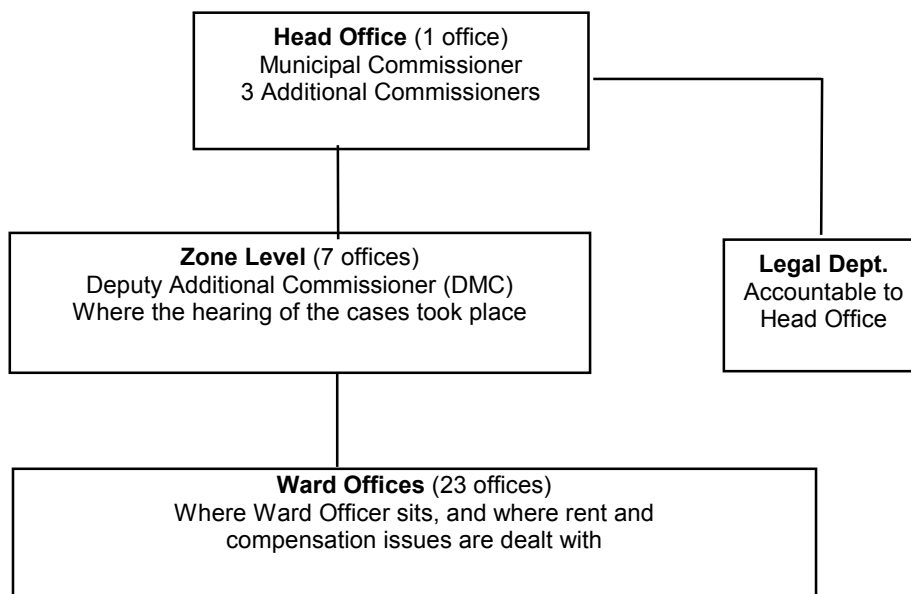 Head Office (1 office)
Municipal Commissioner
3 Additional Commissioners
Zone Level (7 offices)
Deputy Additional Commissioner (DMC)
Where the hearing of the cases took place
Legal Dept.
Accountable to
Head Office
Ward Offices (23 offices)
Where Ward Officer sits, and where rent and
compensation issues are dealt with